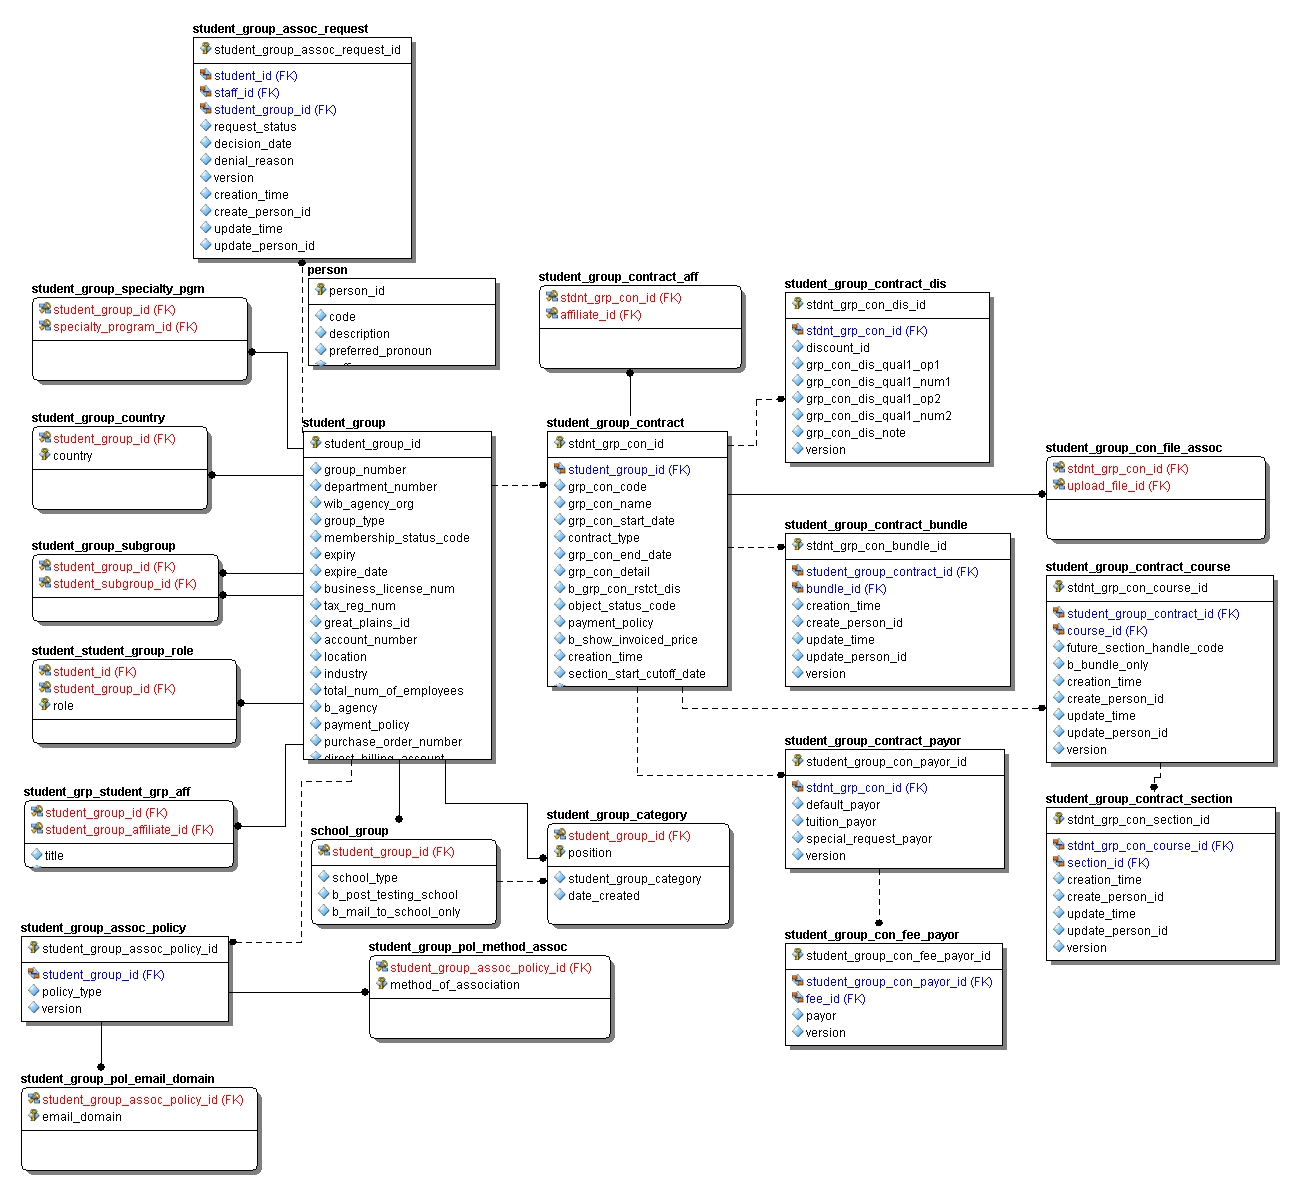 student_group_assoc_request
student_group_assoc_request_id
student_id (FK)
staff_id (FK)
student_group_id (FK)
request_status
decision_date
denial_reason
version
creation_time
create_person_id
update_time
update_person_id
person
person_id
code
description
preferred_pronoun
student_group_specialty_pgm
student_group_id (FK)
specialty_program_id (FK)
student_group_country
student_group_id (FK)
country
student_group_subgroup
student_group_id (FK)
student_subgroup_id (FK)
student_student_group_role
student_id (FK)
student_group_id (FK)
role
student_grp_student_grp_aff
student_group_id (FK)
student_group_affiliate_id (FK)
title
student_group
student_group_id
group_number
department_number
wib_agency_org
group_type
membership_status_code
expiry
expire_date
business_license_num
tax_reg_num
great_plains_id
account_number
location
industry
total_num_of_employees
b_agency
payment_policy
purchase_order_number
direct_billing_account
student_group_contract_aff
stdnt_grp_con_id (FK)
affiliate_id (FK)
student_group_contract
stdnt_grp_con_id
student_group_id (FK)
grp_con_code
grp_con_name
grp_con_start_date
contract_type
grp_con_end_date
grp_con_detail
b_grp_con_rstct_dis
object_status_code
payment_policy
b_show_invoiced_price
creation_time
section_start_cutoff_date
student_group_contract_dis
stdnt_grp_con_dis_id
stdnt_grp_con_id (FK)
discount_id
grp_con_dis_qual1_op1
grp_con_dis_qual1_num1
grp_con_dis_qual1_op2
grp_con_dis_qual1_num2
grp_con_dis_note
version
student_group_con_file_assoc
stdnt_grp_con_id (FK)
upload_file_id (FK)
student_group_contract_bundle
stdnt_grp_con_bundle_id
student_group_contract_id (FK)
bundle_id (FK)
creation_time
create_person_id
update_time
update_person_id
version
student_group_contract_course
stdnt_grp_con_course_id
student_group_contract_id (FK)
course_id (FK)
future_section_handle_code
b_bundle_only
creation_time
create_person_id
update_time
update_person_id
version
student_group_contract_payor
student_group_con_payor_id
stdnt_grp_con_id (FK)
default_payor
tuition_payor
special_request_payor
version
student_group_contract_section
stdnt_grp_con_section_id
stdnt_grp_con_course_id (FK)
section_id (FK)
creation_time
create_person_id
update_time
update_person_id
version
school_group
student_group_id (FK)
school_type
b_post_testing_school
b_mail_to_school_only
student_group_category
student_group_id (FK)
position
student_group_category
date_created
student_group_assoc_policy
student_group_assoc_policy_id
student_group_id (FK)
policy_type
version
student_group_pol_method_assoc
student_group_assoc_policy_id (FK)
method_of_association
student_group_con_fee_payor
student_group_con_fee_payor_id
student_group_con_payor_id (FK)
fee_id (FK)
payor
version
student_group_pol_email_domain
student_group_assoc_policy_id (FK)
email_domain